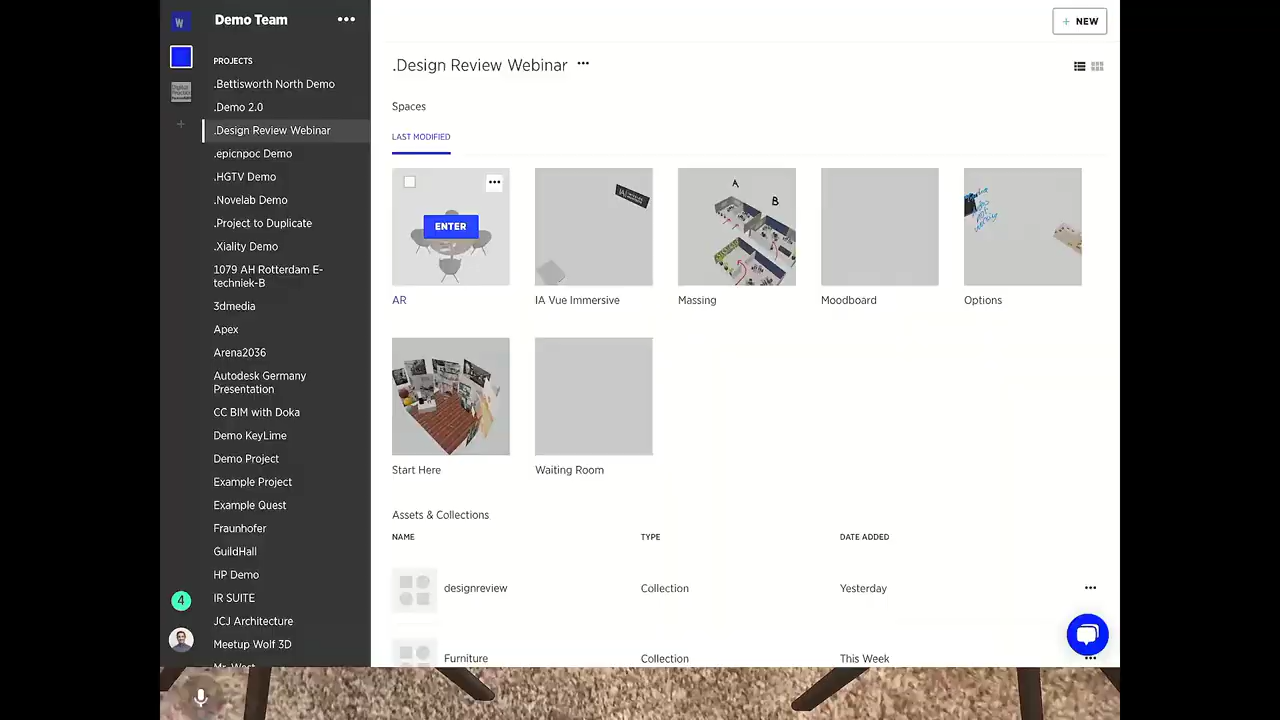 W
Demo Team
PROJECTS
.Bettisworth North Demo
.Demo 2.0
.Design Review Webinar
.epicnpoc Demo
.HGTV Demo
.Novelab Demo
.Project to Duplicate
.Xiality Demo
1079 AH Rotterdam E-
techniek-B
3dmedia
Apex
Arena2036
Autodesk Germany
Presentation
CC BIM with Doka
Demo KeyLime
Demo Project
Example Project
Example Quest
Fraunhofer
GuildHall
HP Demo
IR SUITE
JCJ Architecture
Meetup Wolf 3D
Mr. West
4
+ NEW
.Design Review Webinar
Spaces
LAST MODIFIED
ENTER
A
B
AR
IA Vue Immersive
Massing
Moodboard
Options
Start Here
Waiting Room
Assets & Collections
NAME TYPE DATE ADDED
designreview Collection Yesterday
Furniture Collection This Week